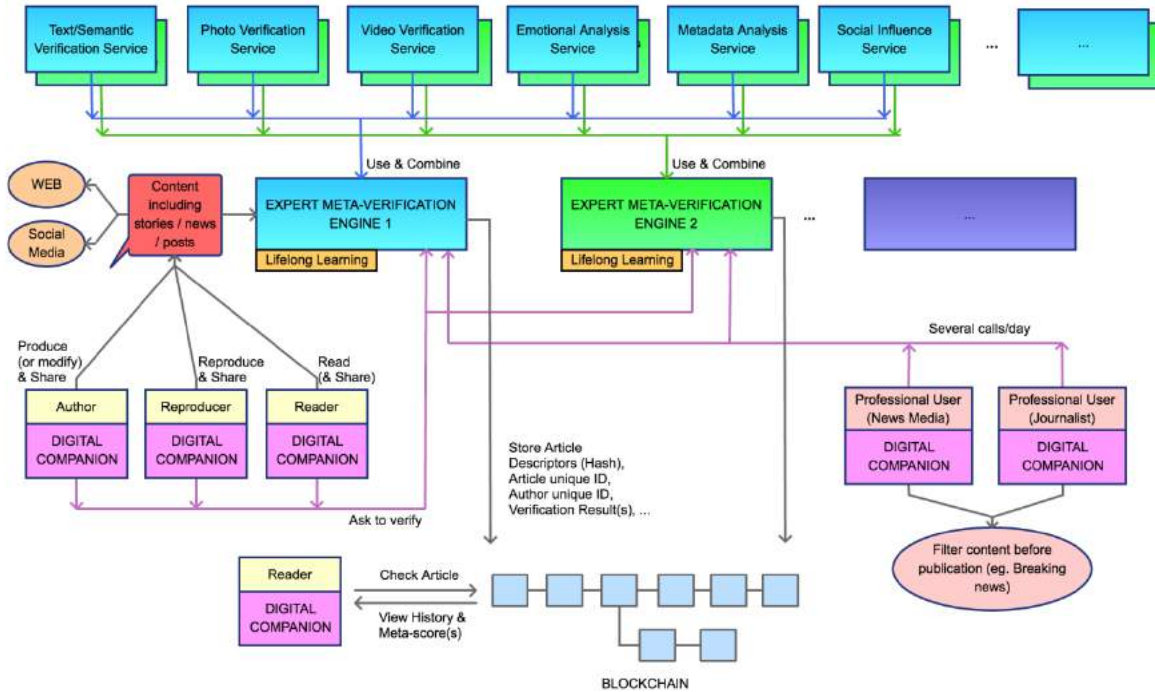 Text/Semantic
Verification Service
Photo Verification
Service
Video Verification
Service
Emotional Analysis
Service
Metadata Analysis
Service
Social Influence
Service
...
...
Use & Combine
Use & Combine
WEB
Social
Media
Content
including
stories / news
/ posts
EXPERT META-VERIFICATION
ENGINE 1
Lifelong Learning
EXPERT META-VERIFICATION
ENGINE 2
Lifelong Learning
...
...
Produce
(or modify)
& Share
Reproduce
& Share
Read
(& Share)
Several calls/day
Author
DIGITAL
COMPANION
Reproducer
DIGITAL
COMPANION
Reader
DIGITAL
COMPANION
Professional User
(News Media)
DIGITAL
COMPANION
Professional User
(Journalist)
DIGITAL
COMPANION
Ask to verify
Store Article
Descriptors (Hash),
Article unique ID,
Author unique ID,
Verification Result(s), ...
Filter content before
publication (eg. Breaking
news)
Reader
DIGITAL
COMPANION
Check Article
View History &
Meta-score(s)
BLOCKCHAIN